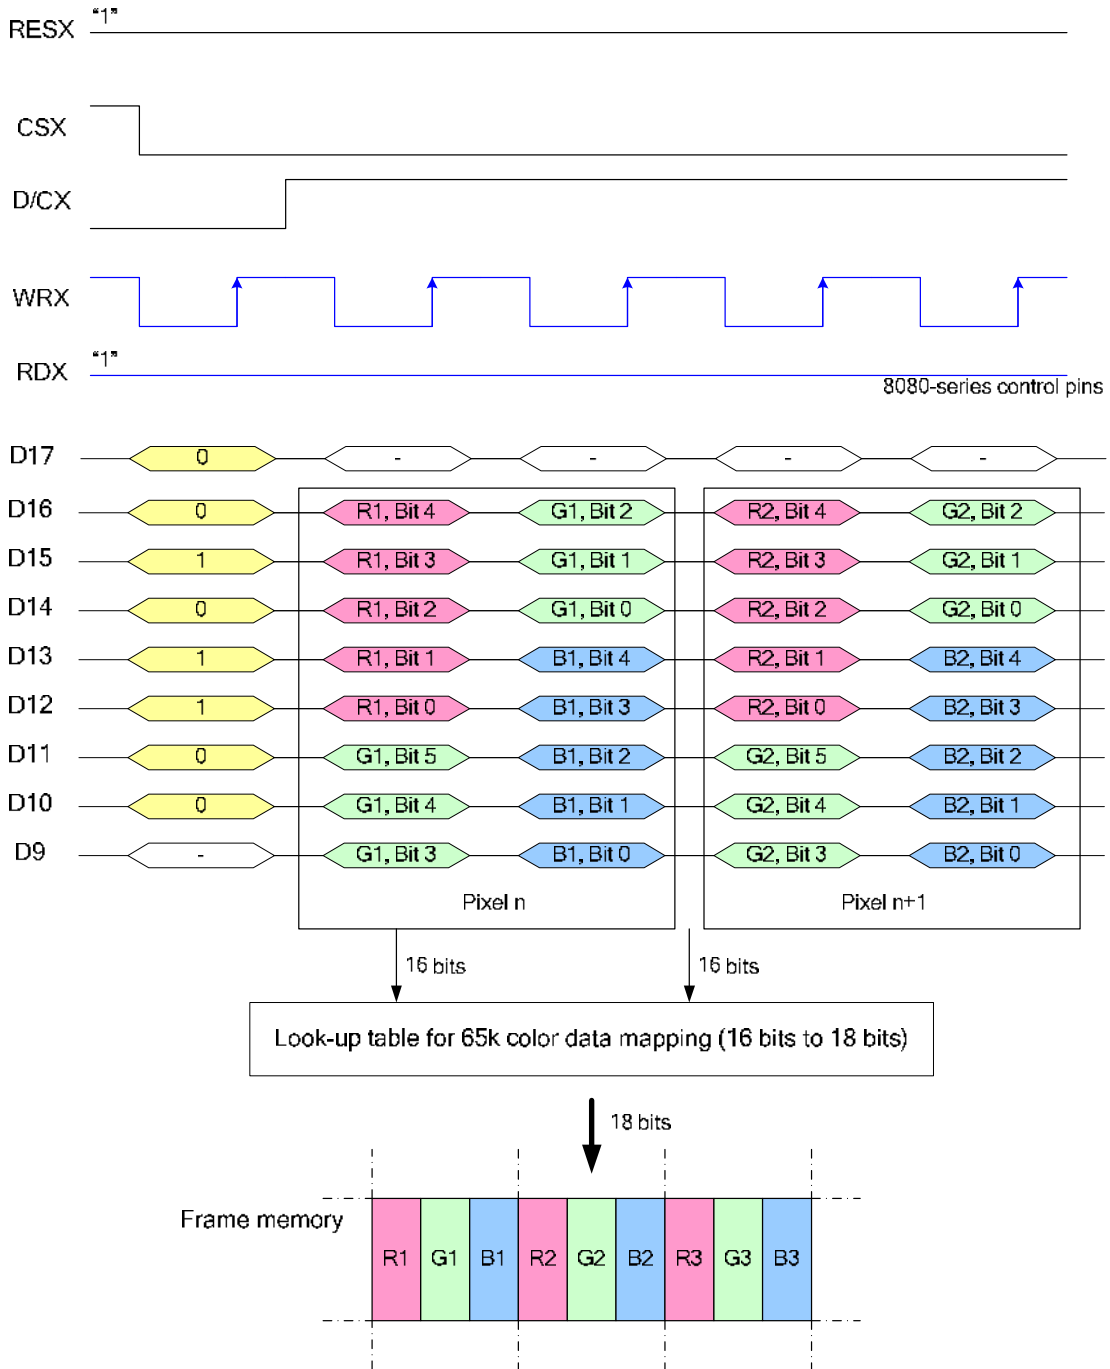 RESX "1"
CSX
D/CX
WRX
RDX "1"
8080-series control pins
D17 0 - - - -
D16 0 R1, Bit 4 G1, Bit 2 R2, Bit 4 G2, Bit 2
D15 1 R1, Bit 3 G1, Bit 1 R2, Bit 3 G2, Bit 1
D14 0 R1, Bit 2 G1, Bit 0 R2, Bit 2 G2, Bit 0
D13 1 R1, Bit 1 B1, Bit 4 R2, Bit 1 B2, Bit 4
D12 1 R1, Bit 0 B1, Bit 3 R2, Bit 0 B2, Bit 3
D11 0 G1, Bit 5 B1, Bit 2 G2, Bit 5 B2, Bit 2
D10 0 G1, Bit 4 B1, Bit 1 G2, Bit 4 B2, Bit 1
D9 - G1, Bit 3 B1, Bit 0 G2, Bit 3 B2, Bit 0
Pixel n Pixel n+1
16 bits 16 bits
Look-up table for 65k color data mapping (16 bits to 18 bits)
18 bits
Frame memory
R1 G1 B1 R2 G2 B2 R3 G3 B3